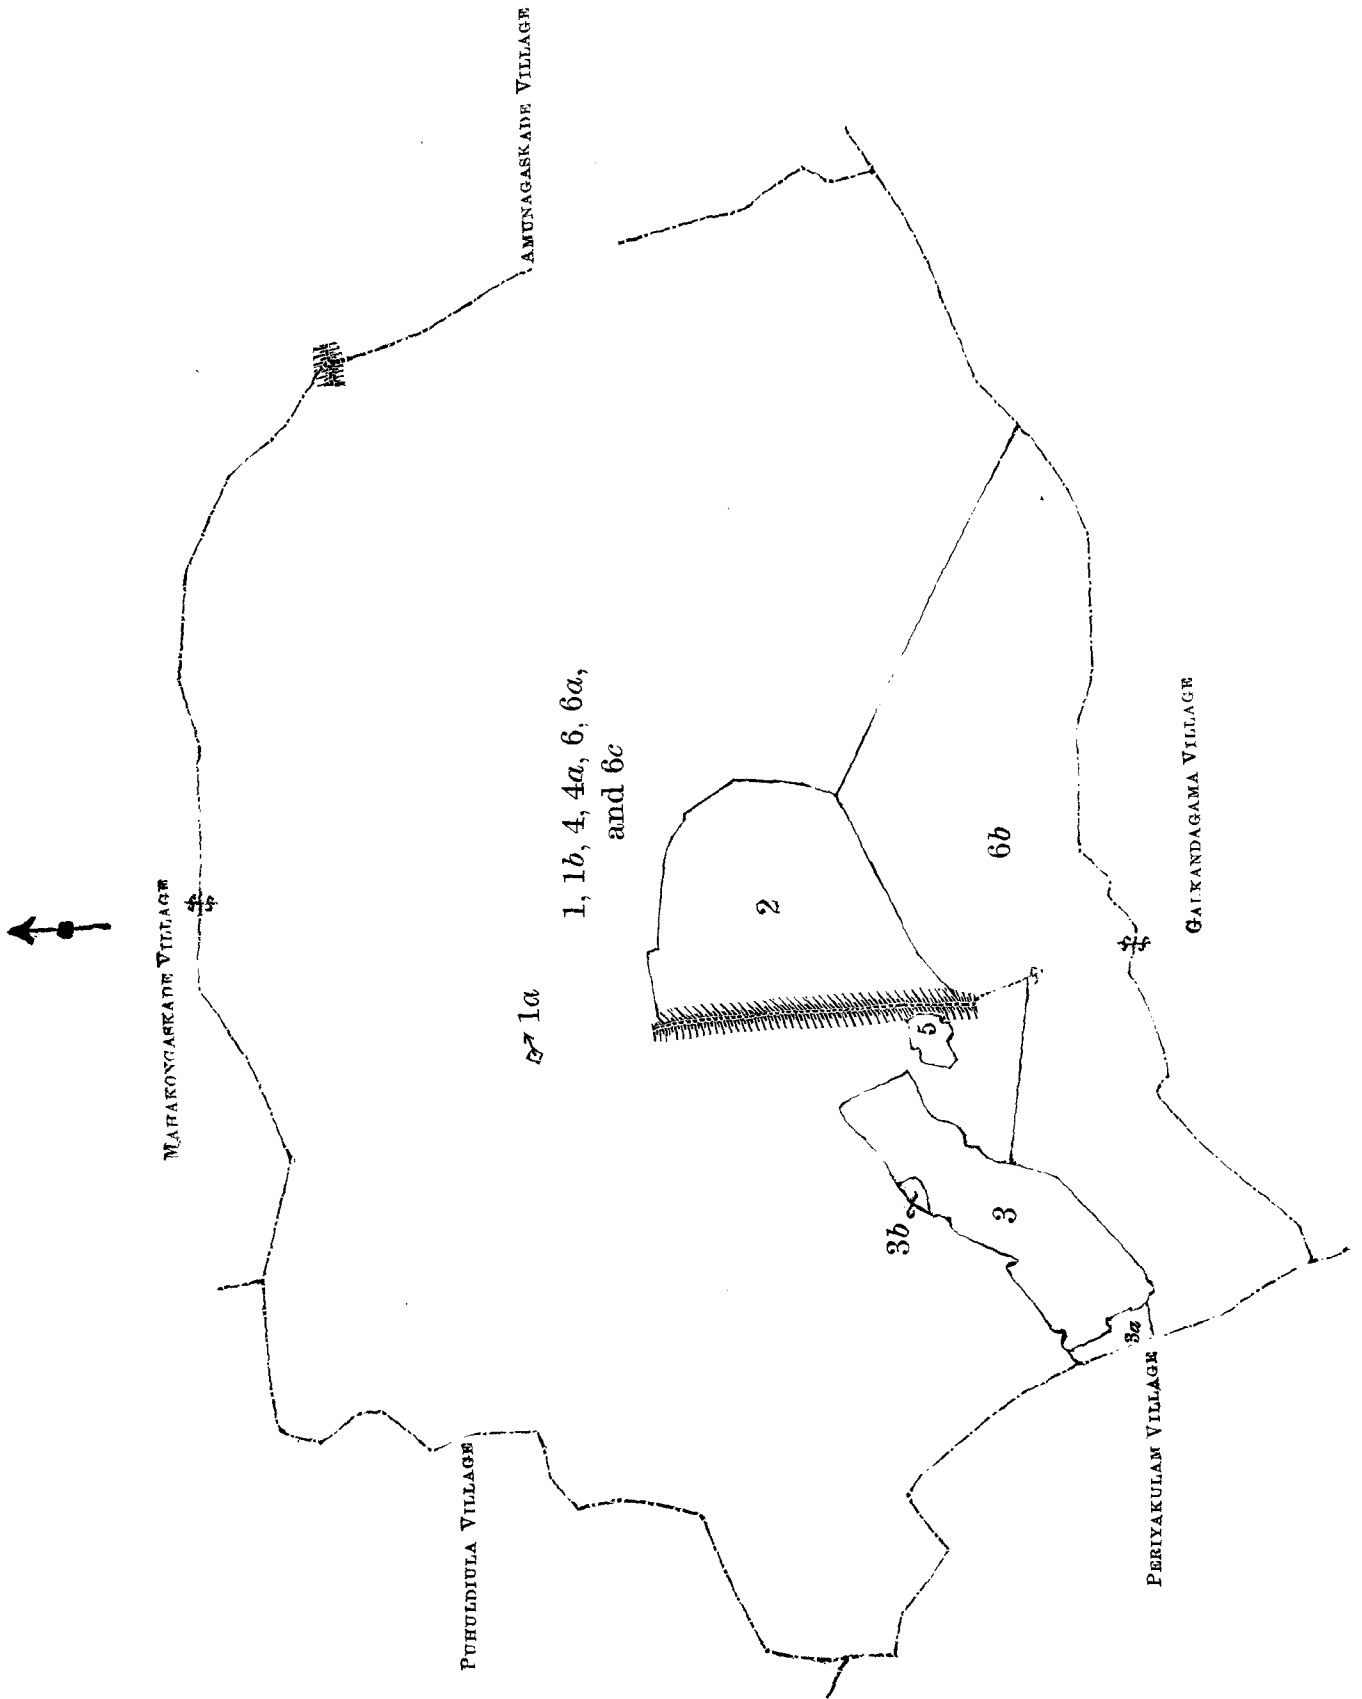 MAHAKONGASKADE VILLAGE
AMUNAGASKADE VILLAGE
1a
1, 1b, 4, 4a, 6, 6a,
and 6c
2
6b
5
3b
3
3a
PUHULDIULA VILLAGE
PERIYAKULAM VILLAGE
GALKANDAGAMA VILLAGE